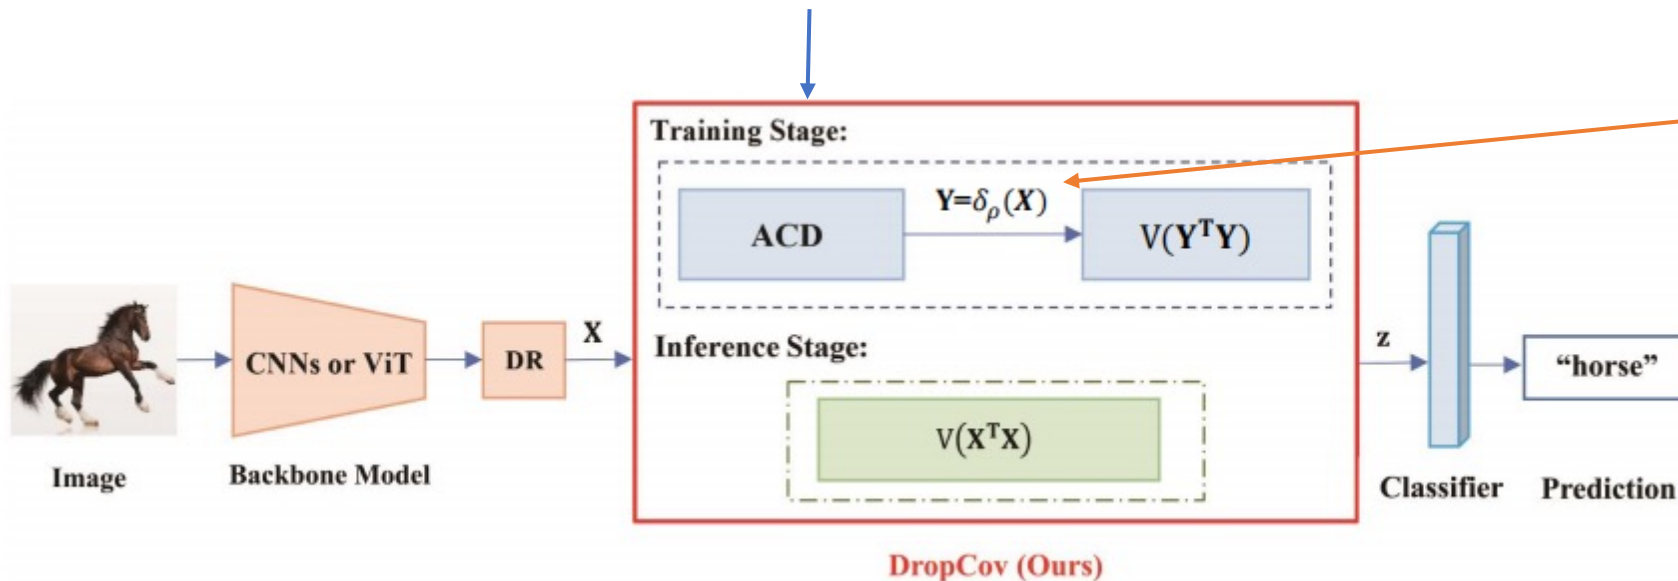 Training Stage:
ACD
Y=δρ(X)
V(YᵀY)
Inference Stage:
V(XᵀX)
CNNs or ViT
DR
X
z
"horse"
Image
Backbone Model
Classifier
Prediction
DropCov (Ours)